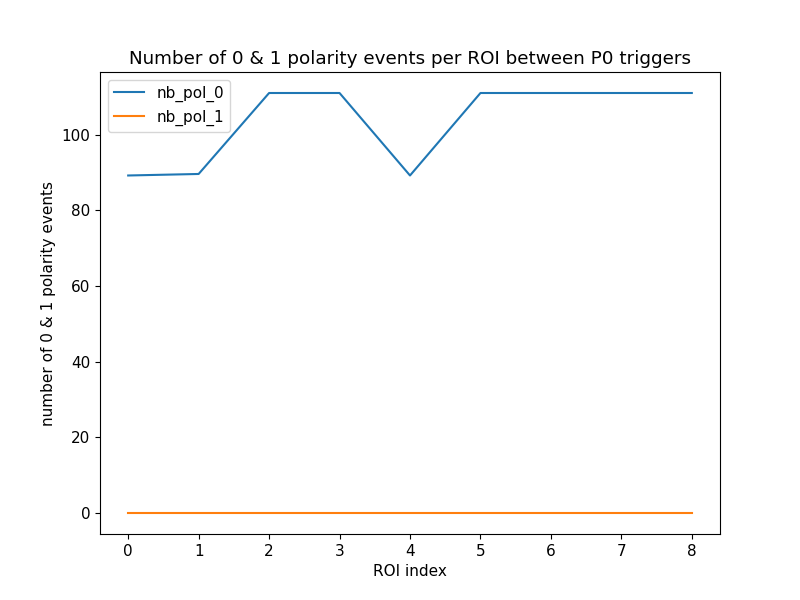 Number of 0 & 1 polarity events per ROI between P0 triggers
nb_pol_0
nb_pol_1
number of 0 & 1 polarity events
100
80
60
40
20
0
0 1 2 3 4 5 6 7 8
ROI index